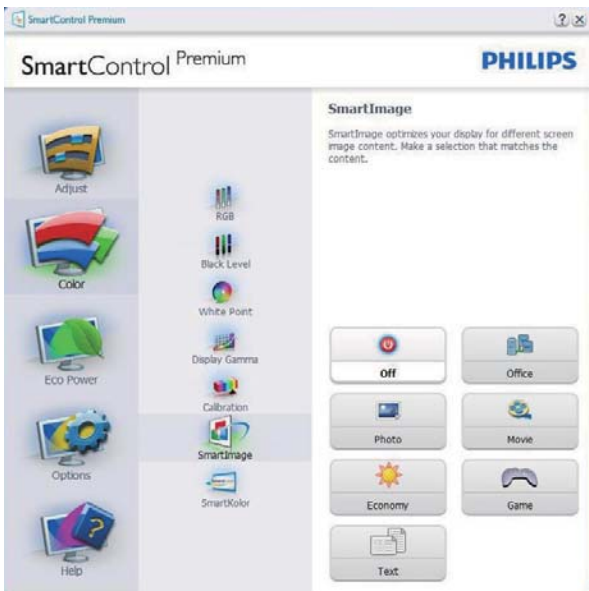 SmartControl Premium
? x
SmartControl Premium
PHILIPS
Adjust
Color
Eco Power
Options
Help
RGB
Black Level
White Point
Display Gamma
Calibration
SmartImage
SmartKolor
SmartImage
SmartImage optimizes your display for different screen
image content. Make a selection that matches the
content.
Off
Office
Photo
Movie
Economy
Game
Text